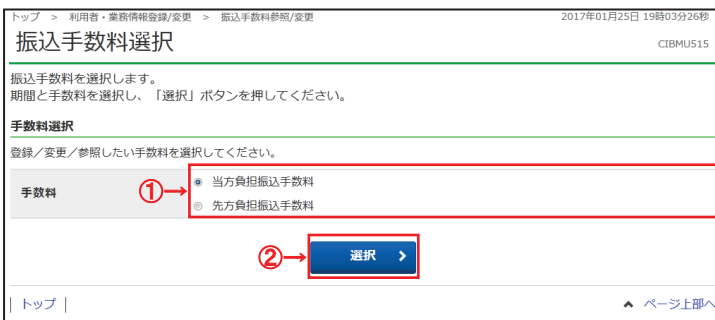 トップ > 利用者・業務情報登録/変更 > 振込手数料参照/変更 2017年01月25日 19時03分26秒
振込手数料選択 CIBMU515
振込手数料を選択します。
期間と手数料を選択し、「選択」ボタンを押してください。
手数料選択
登録／変更／参照したい手数料を選択してください。
手数料 ① 当方負担振込手数料
先方負担振込手数料
② 選択
トップ ページ上部へ